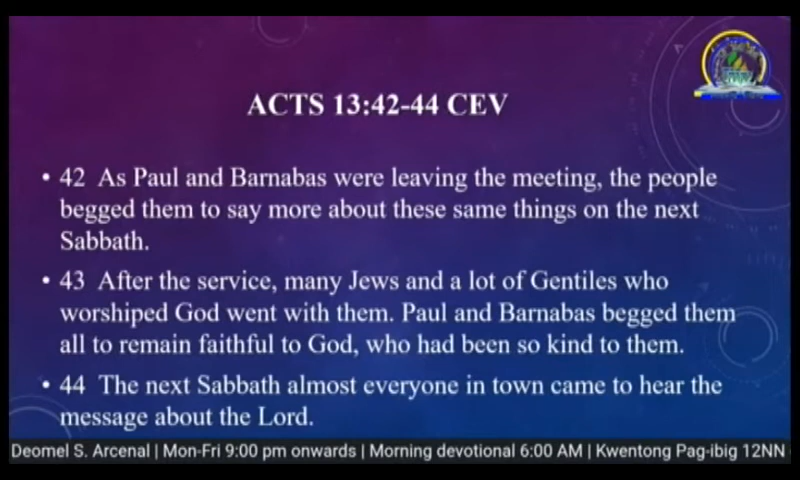 ACTS 13:42-44 CEV
• 42 As Paul and Barnabas were leaving the meeting, the people
begged them to say more about these same things on the next
Sabbath.
• 43 After the service, many Jews and a lot of Gentiles who
worshiped God went with them. Paul and Barnabas begged them
all to remain faithful to God, who had been so kind to them.
• 44 The next Sabbath almost everyone in town came to hear the
message about the Lord.
Deomel S. Arcenal | Mon-Fri 9:00 pm onwards | Morning devotional 6:00 AM | Kwentong Pag-ibig 12NN